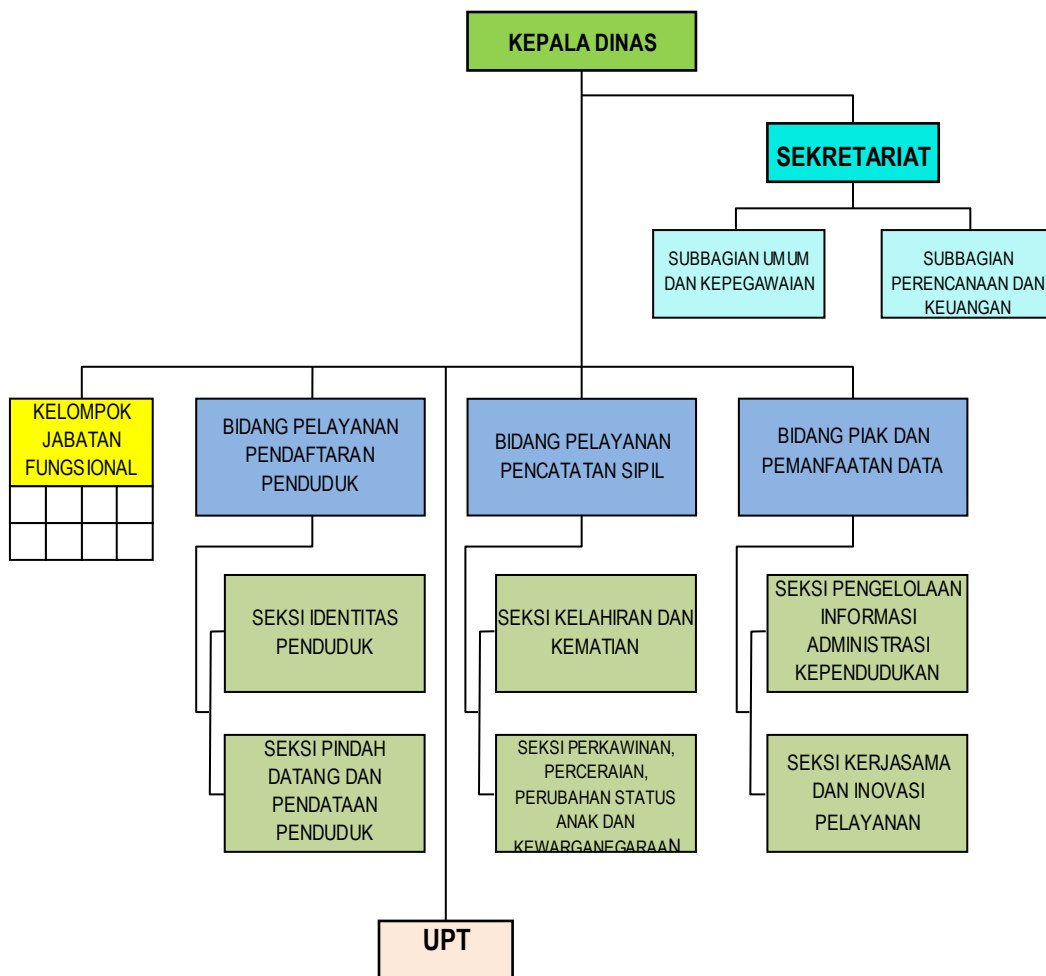 KEPALA DINAS
SEKRETARIAT
SUBBAGIAN UMUM
DAN KEPEGAWAIAN
SUBBAGIAN
PERENCANAAN DAN
KEUANGAN
KELOMPOK
JABATAN
FUNGSIONAL
BIDANG PELAYANAN
PENDAFTARAN
PENDUDUK
BIDANG PELAYANAN
PENCATATAN SIPIL
BIDANG PIAK DAN
PEMANFAATAN DATA
SEKSI IDENTITAS
PENDUDUK
SEKSI KELAHIRAN DAN
KEMATIAN
SEKSI PENGELOLAAN
INFORMASI
ADMINISTRASI
KEPENDUDUKAN
SEKSI PINDAH
DATANG DAN
PENDATAAN
PENDUDUK
SEKSI PERKAWINAN,
PERCERAIAN,
PERUBAHAN STATUS
ANAK DAN
KEWARGANEGARAAN
SEKSI KERJASAMA
DAN INOVASI
PELAYANAN
UPT